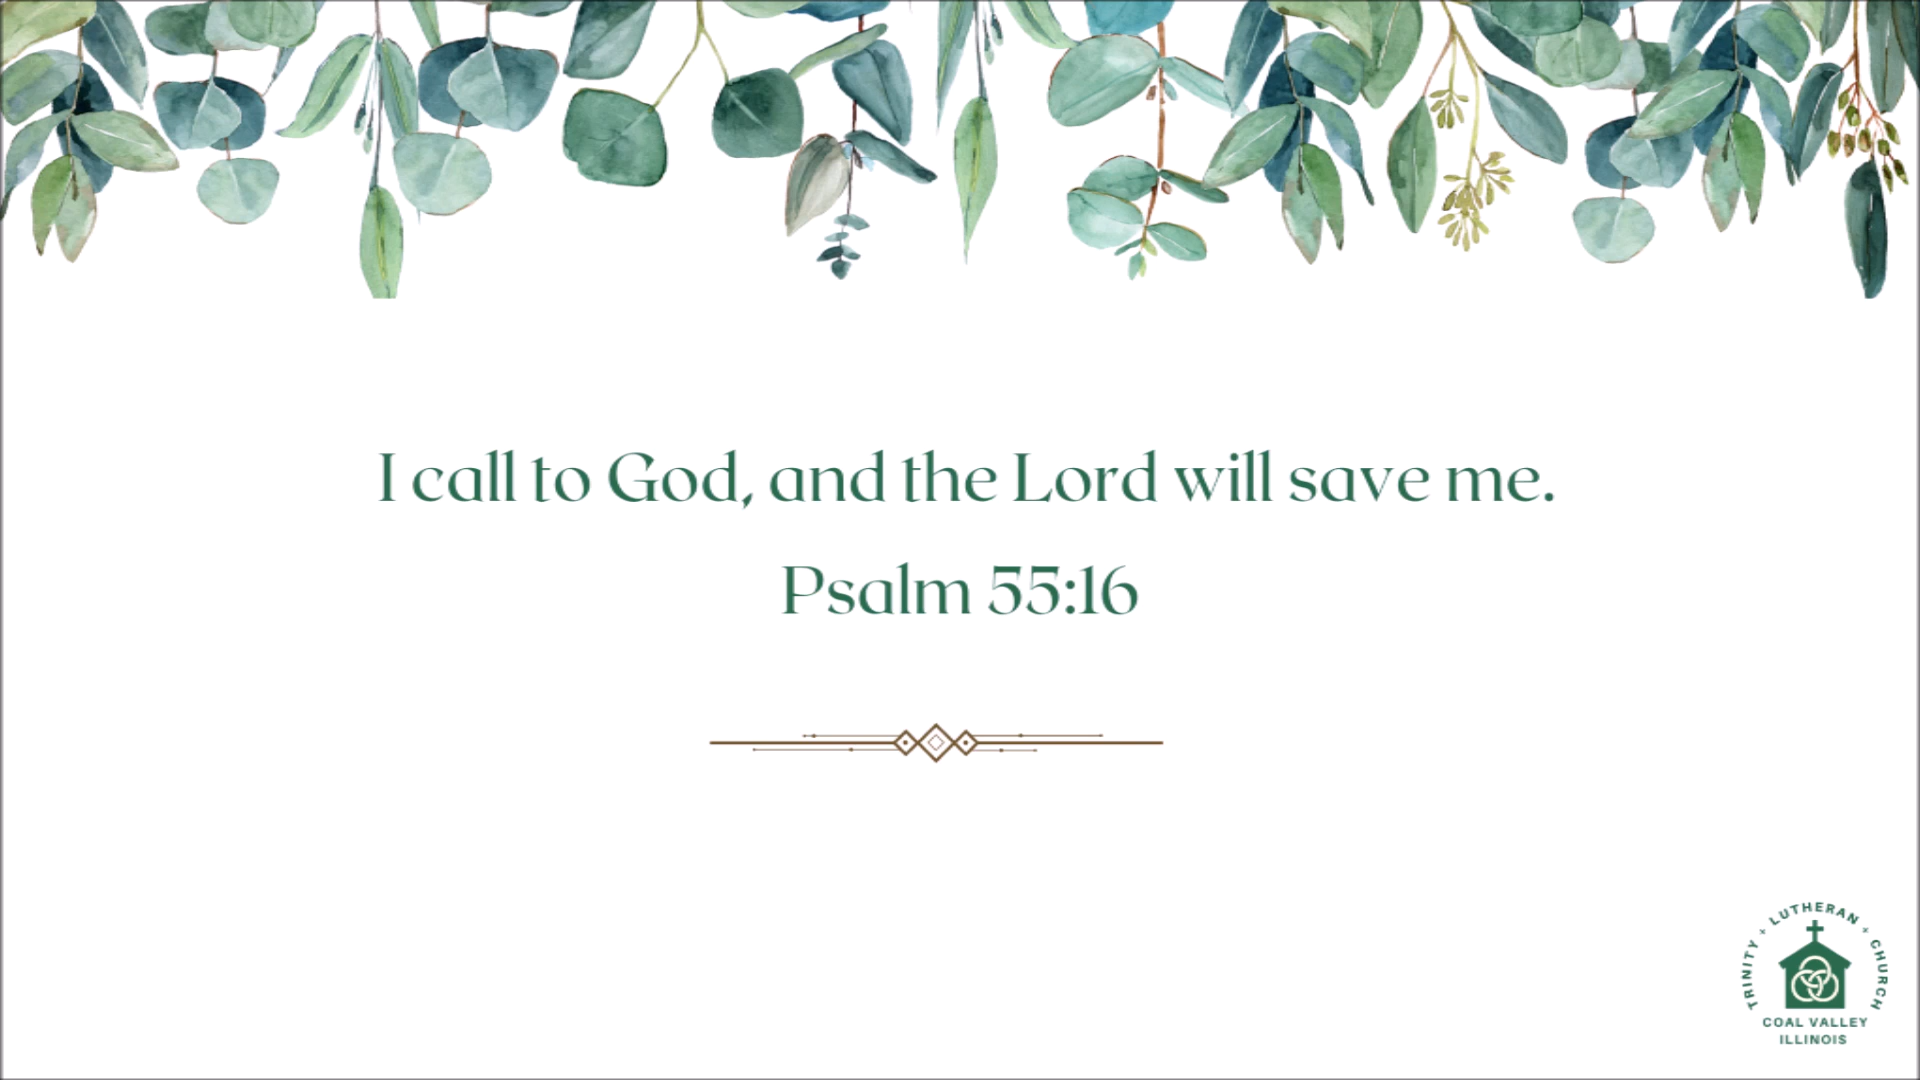 I call to God, and the Lord will save me.
Psalm 55:16
TRINITY + LUTHERAN + CHURCH
COAL VALLEY
ILLINOIS